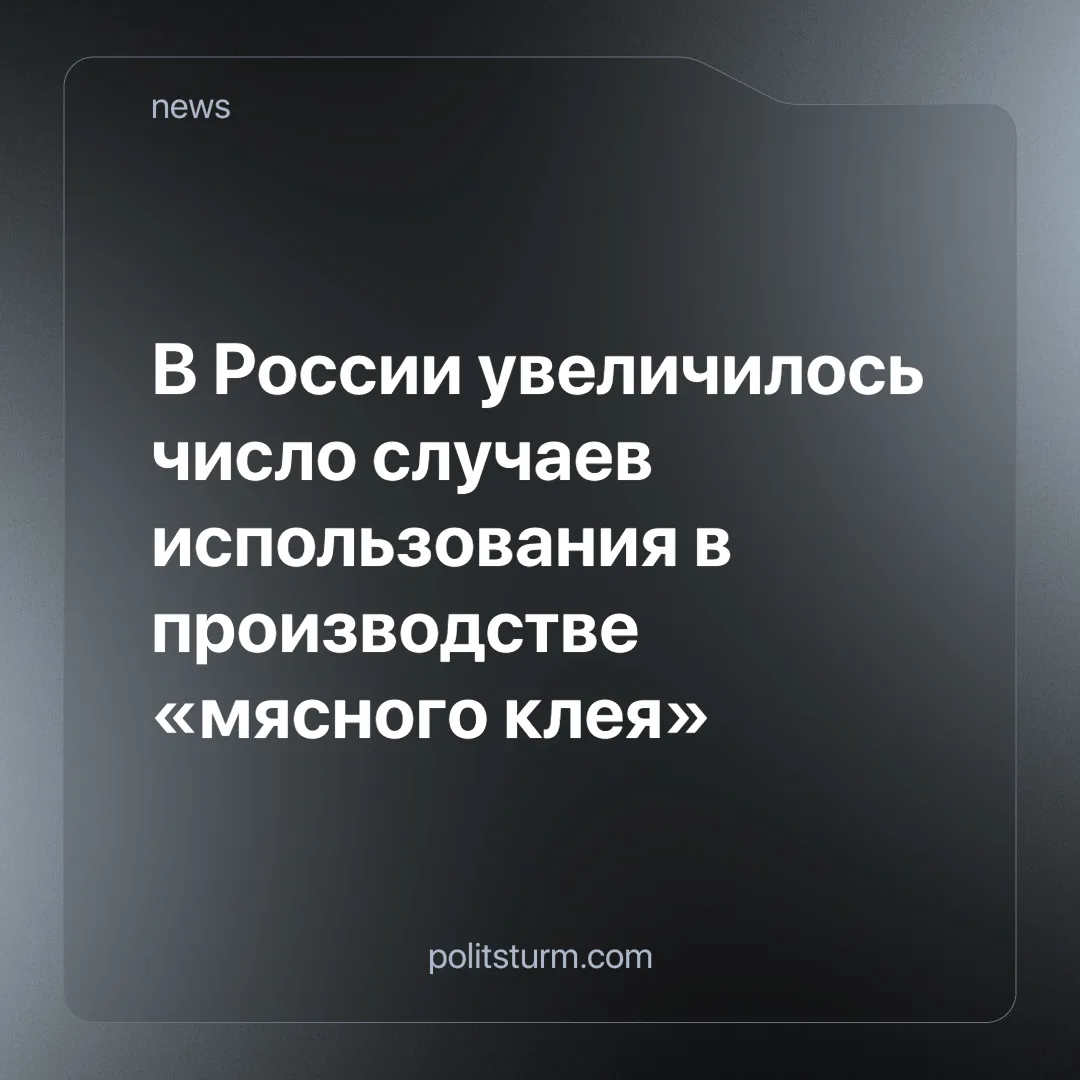 news
В России увеличилось
число случаев
использования в
производстве
«мясного клея»
politsturm.com